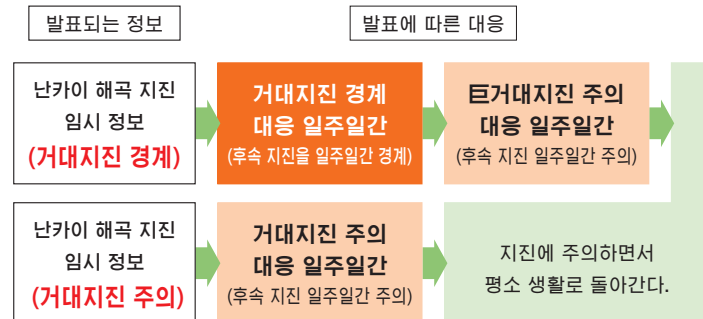 발표되는 정보
발표에 따른 대응
난카이 해곡 지진
임시 정보
(거대지진 경계)
거대지진 경계
대응 일주일간
(후속 지진을 일주일간 경계)
巨거대지진 주의
대응 일주일간
(후속 지진 일주일간 주의)
난카이 해곡 지진
임시 정보
(거대지진 주의)
거대지진 주의
대응 일주일간
(후속 지진 일주일간 주의)
지진에 주의하면서
평소 생활로 돌아간다.